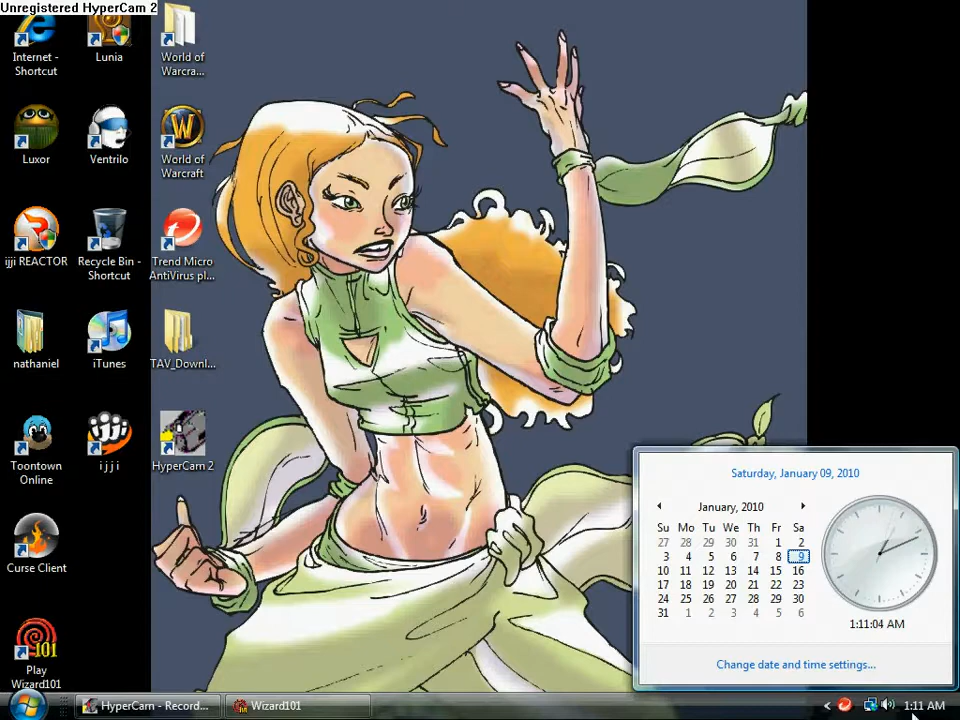 Unregistered HyperCam 2
Internet -
Shortcut
Lunia
World of
Warcra...
Luxor
Ventrilo
World of
Warcraft
ijji REACTOR
Recycle Bin -
Shortcut
Trend Micro
AntiVirus pl...
nathaniel
iTunes
TAV_Downl...
Toontown
Online
ijji
HyperCam 2
Curse Client
Play
Wizard101
Saturday, January 09, 2010
January, 2010
Su Mo Tu We Th Fr Sa
27 28 29 30 31 1 2
3 4 5 6 7 8 9
10 11 12 13 14 15 16
17 18 19 20 21 22 23
24 25 26 27 28 29 30
31 1 2 3 4 5 6
1:11:04 AM
Change date and time settings...
HyperCam - Record...
Wizard101
1:11 AM